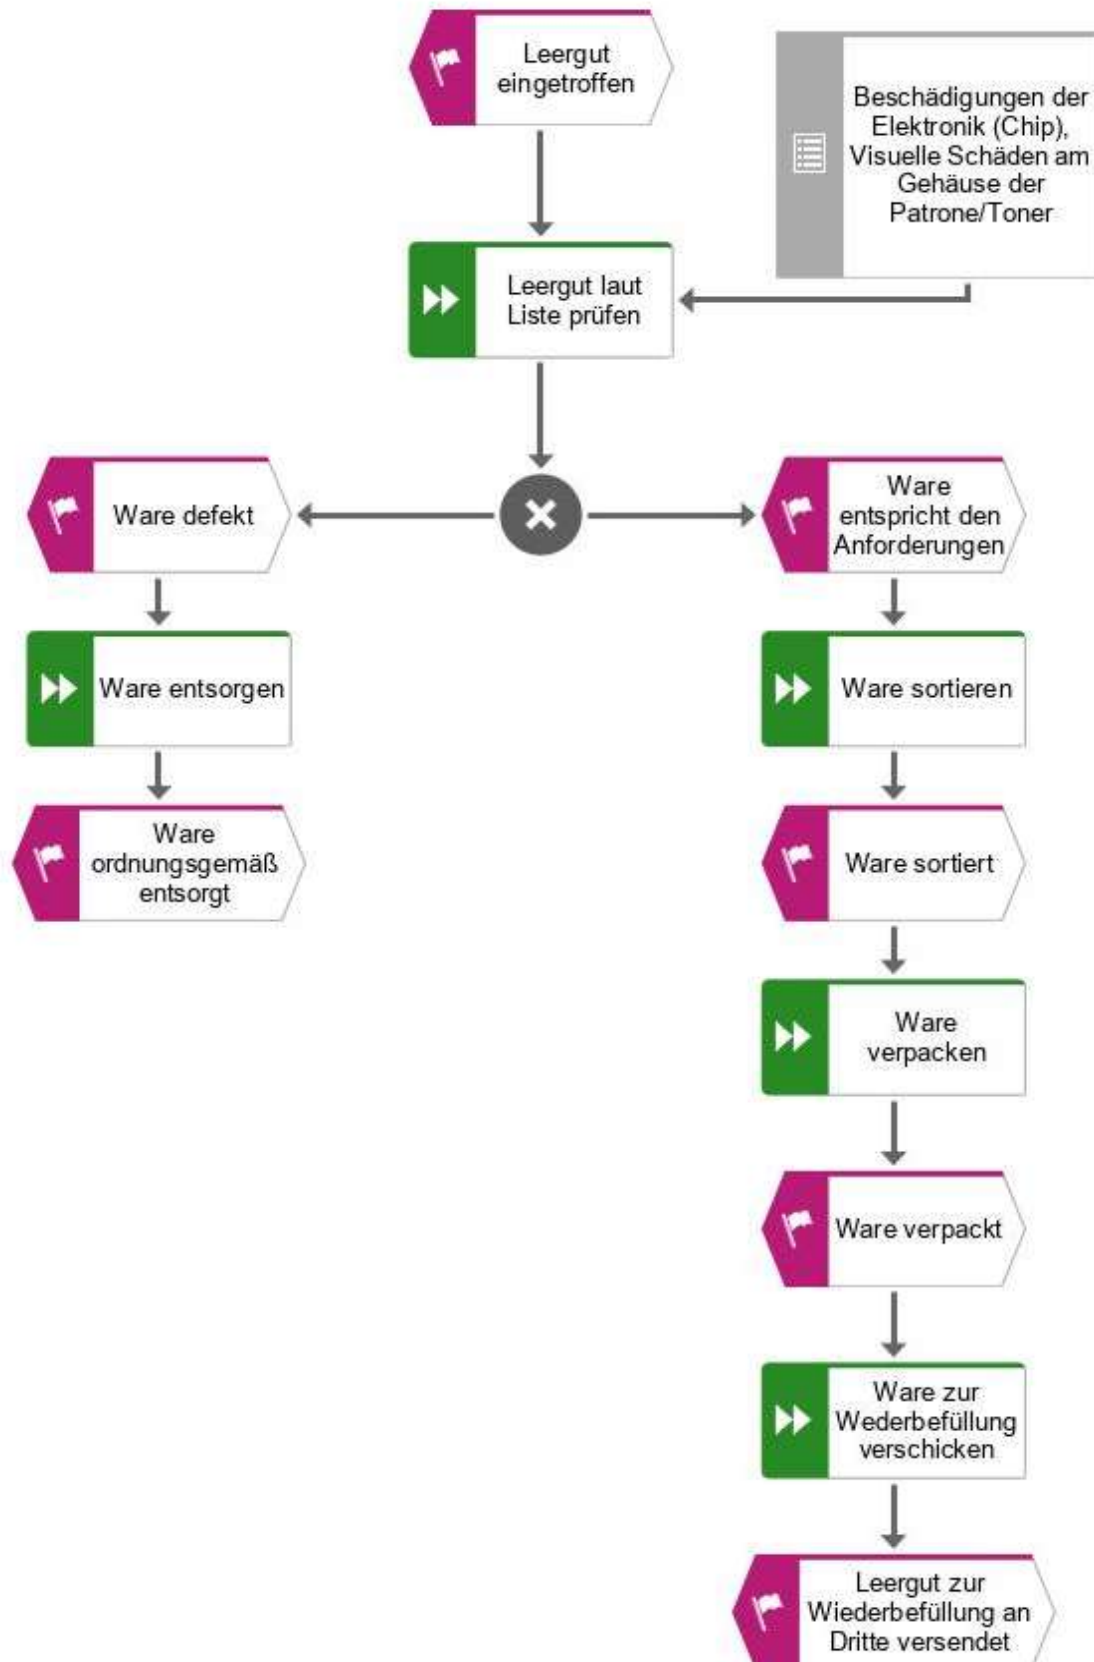 Leergut
eingetroffen
Beschädigungen der
Elektronik (Chip),
Visuelle Schäden am
Gehäuse der
Patrone/Toner
Leergut laut
Liste prüfen
Ware defekt
Ware
entspricht den
Anforderungen
Ware entsorgen
Ware sortieren
Ware
ordnungsgemäß
entsorgt
Ware sortiert
Ware
verpacken
Ware verpackt
Ware zur
Wederbefüllung
verschicken
Leergut zur
Wiederbefüllung an
Dritte versendet